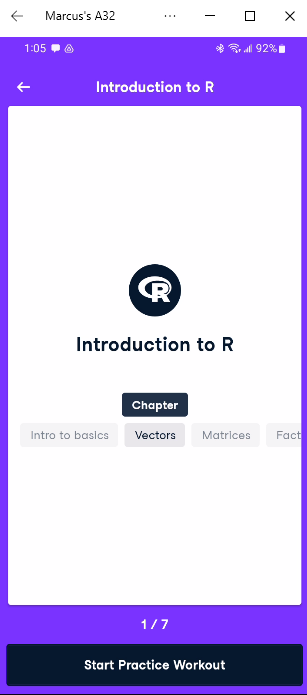 Marcus's A32
1:05 92%
Introduction to R
R
Introduction to R
Chapter
Intro to basics Vectors Matrices Fact
1 / 7
Start Practice Workout